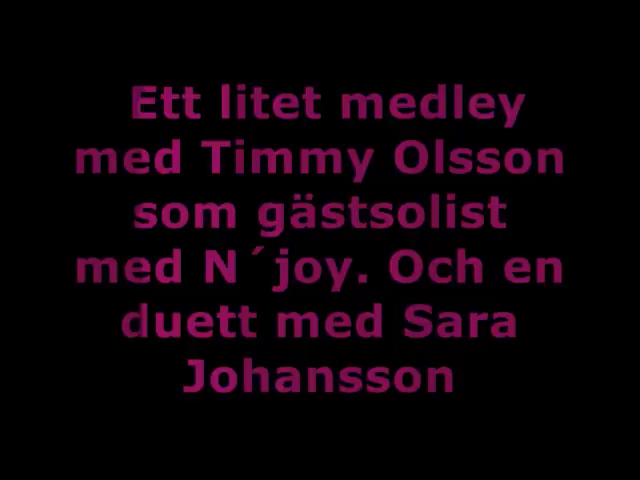 Ett litet medley
med Timmy Olsson
som gästsolist
med N´joy. Och en
duett med Sara
Johansson